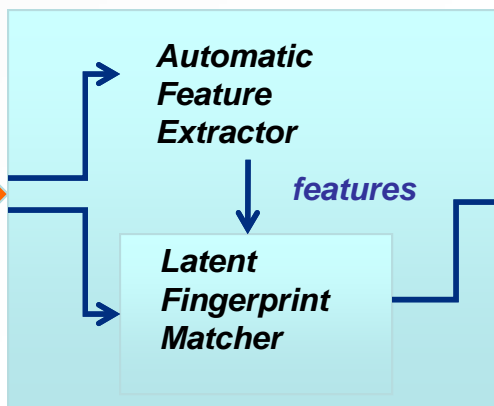 Automatic
Feature
Extractor
features
Latent
Fingerprint
Matcher